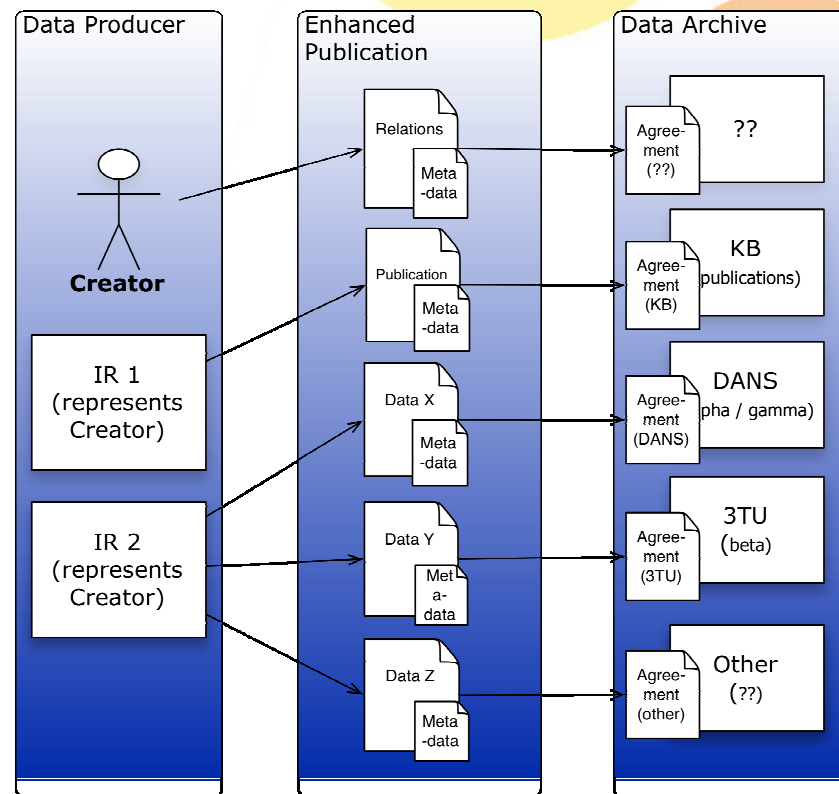 Data Producer
Creator
IR 1
(represents
Creator)
IR 2
(represents
Creator)
Enhanced
Publication
Relations
Meta
-data
Publication
Meta
-data
Data X
Meta
-data
Data Y
Met
a-
data
Data Z
Meta
-data
Data Archive
Agree-
ment
(??)
??
Agree-
ment
(KB)
KB
publications)
Agree-
ment
(DANS)
DANS
pha / gamma)
Agree-
ment
(3TU)
3TU
(beta)
Agree-
ment
(other)
Other
(??)